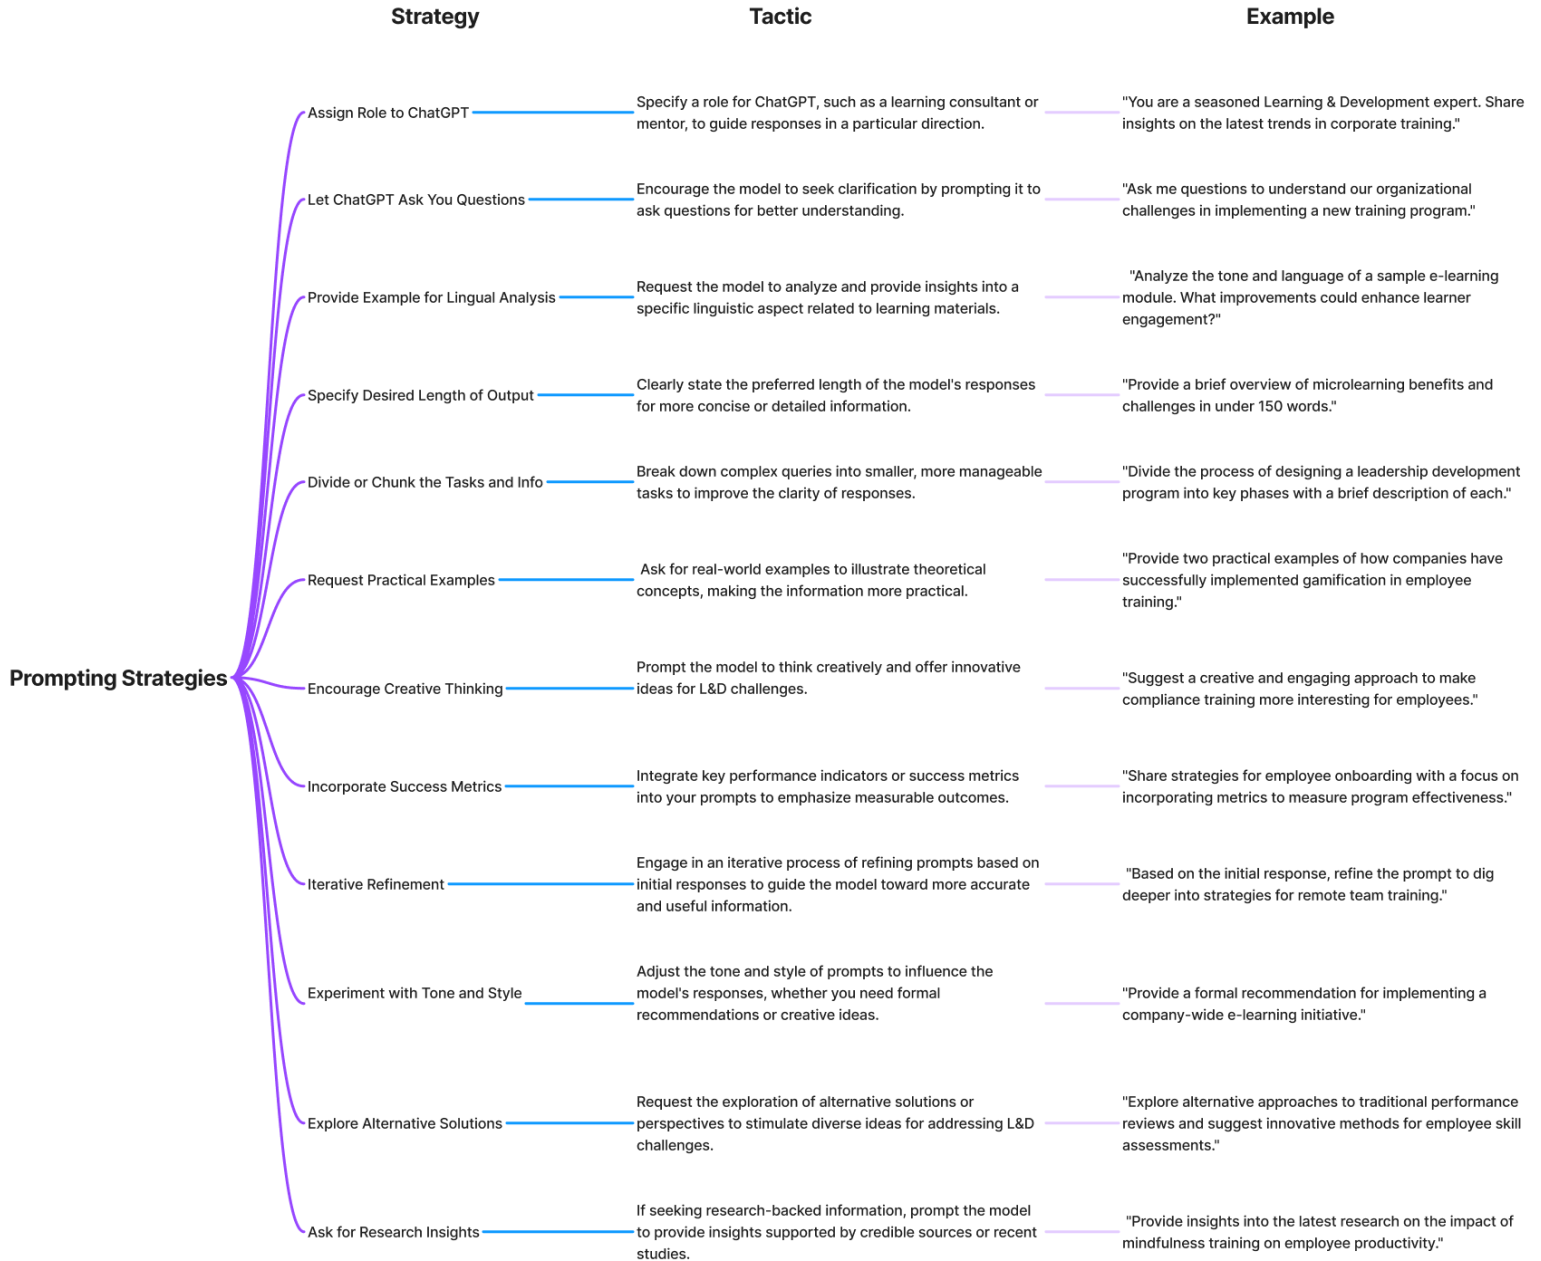 Strategy
Tactic
Example
Prompting Strategies
Assign Role to ChatGPT
Specify a role for ChatGPT, such as a learning consultant or
mentor, to guide responses in a particular direction.
"You are a seasoned Learning & Development expert. Share
insights on the latest trends in corporate training."
Let ChatGPT Ask You Questions
Encourage the model to seek clarification by prompting it to
ask questions for better understanding.
"Ask me questions to understand our organizational
challenges in implementing a new training program."
Provide Example for Lingual Analysis
Request the model to analyze and provide insights into a
specific linguistic aspect related to learning materials.
"Analyze the tone and language of a sample e-learning
module. What improvements could enhance learner
engagement?"
Specify Desired Length of Output
Clearly state the preferred length of the model's responses
for more concise or detailed information.
"Provide a brief overview of microlearning benefits and
challenges in under 150 words."
Divide or Chunk the Tasks and Info
Break down complex queries into smaller, more manageable
tasks to improve the clarity of responses.
"Divide the process of designing a leadership development
program into key phases with a brief description of each."
Request Practical Examples
Ask for real-world examples to illustrate theoretical
concepts, making the information more practical.
"Provide two practical examples of how companies have
successfully implemented gamification in employee
training."
Encourage Creative Thinking
Prompt the model to think creatively and offer innovative
ideas for L&D challenges.
"Suggest a creative and engaging approach to make
compliance training more interesting for employees."
Incorporate Success Metrics
Integrate key performance indicators or success metrics
into your prompts to emphasize measurable outcomes.
"Share strategies for employee onboarding with a focus on
incorporating metrics to measure program effectiveness."
Iterative Refinement
Engage in an iterative process of refining prompts based on
initial responses to guide the model toward more accurate
and useful information.
"Based on the initial response, refine the prompt to dig
deeper into strategies for remote team training."
Experiment with Tone and Style
Adjust the tone and style of prompts to influence the
model's responses, whether you need formal
recommendations or creative ideas.
"Provide a formal recommendation for implementing a
company-wide e-learning initiative."
Explore Alternative Solutions
Request the exploration of alternative solutions or
perspectives to stimulate diverse ideas for addressing L&D
challenges.
"Explore alternative approaches to traditional performance
reviews and suggest innovative methods for employee skill
assessments."
Ask for Research Insights
If seeking research-backed information, prompt the model
to provide insights supported by credible sources or recent
studies.
"Provide insights into the latest research on the impact of
mindfulness training on employee productivity."